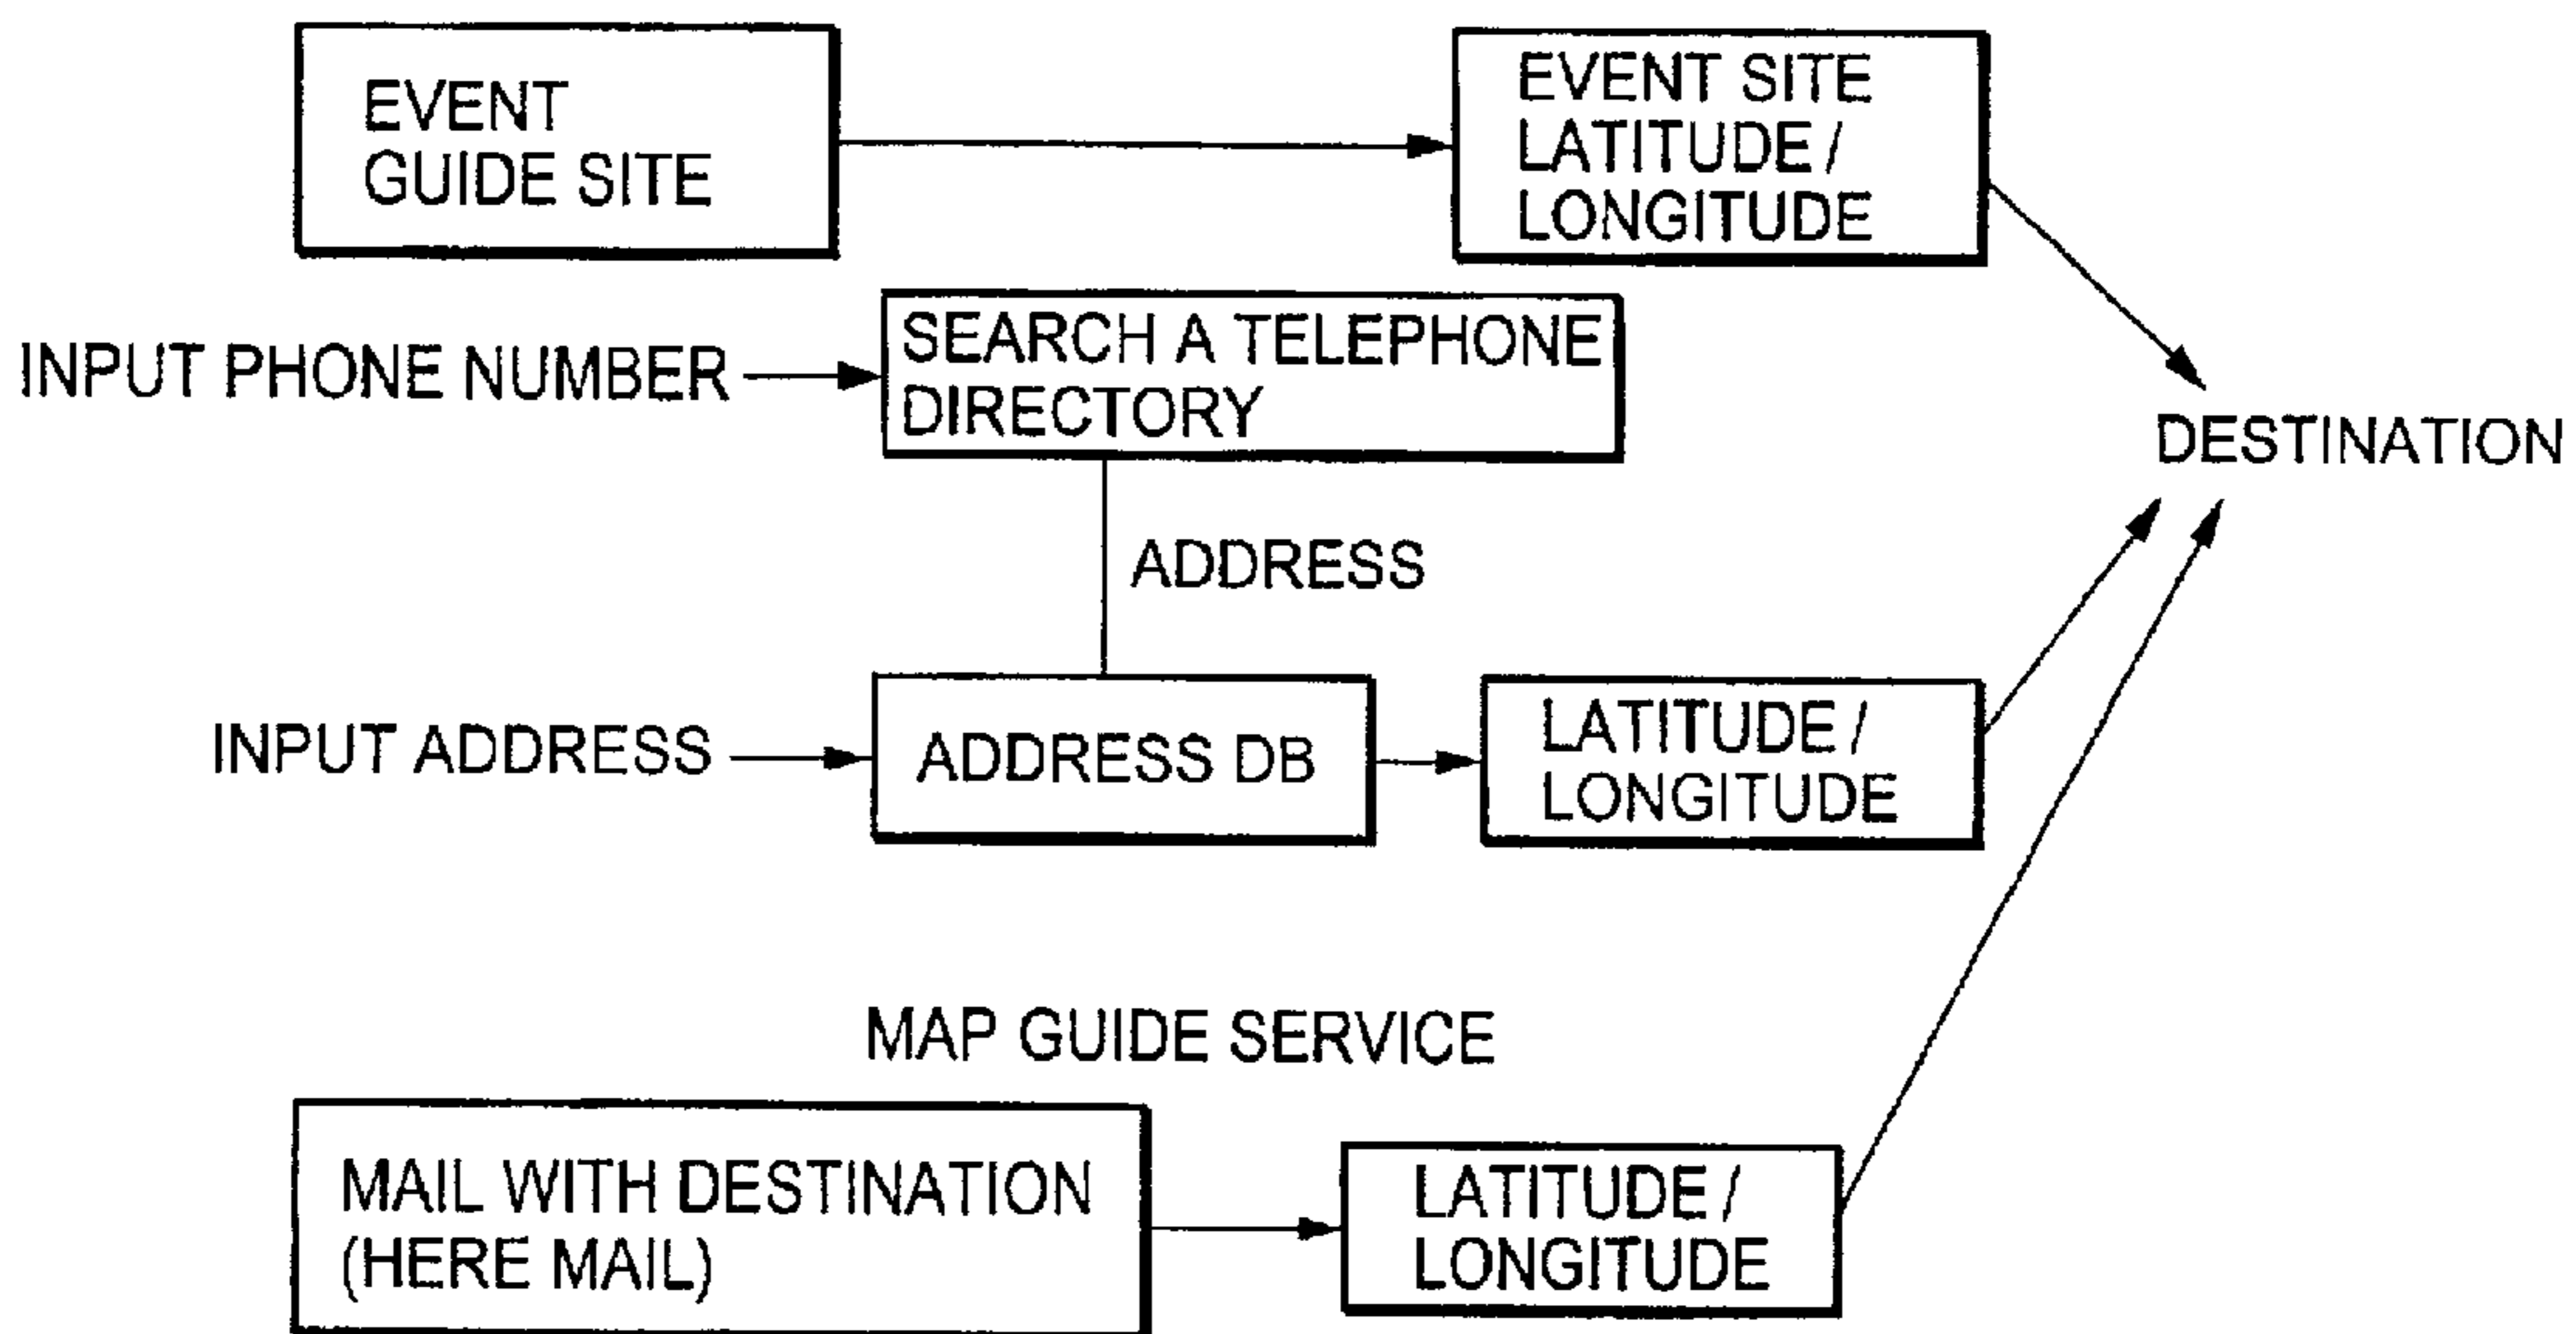 EVENT
GUIDE SITE
EVENT SITE
LATITUDE /
LONGITUDE
INPUT PHONE NUMBER
SEARCH A TELEPHONE
DIRECTORY
DESTINATION
ADDRESS
INPUT ADDRESS
ADDRESS DB
LATITUDE /
LONGITUDE
MAP GUIDE SERVICE
MAIL WITH DESTINATION
(HERE MAIL)
LATITUDE /
LONGITUDE